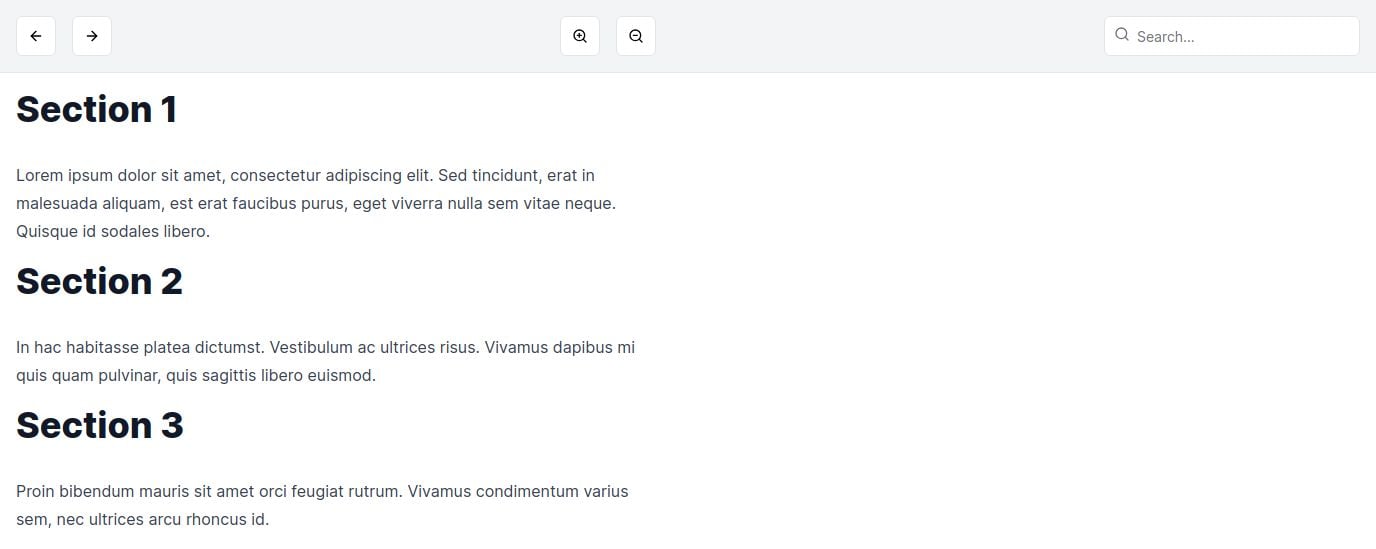 Search...
Section 1
Lorem ipsum dolor sit amet, consectetur adipiscing elit. Sed tincidunt, erat in
malesuada aliquam, est erat faucibus purus, eget viverra nulla sem vitae neque.
Quisque id sodales libero.
Section 2
In hac habitasse platea dictumst. Vestibulum ac ultrices risus. Vivamus dapibus mi
quis quam pulvinar, quis sagittis libero euismod.
Section 3
Proin bibendum mauris sit amet orci feugiat rutrum. Vivamus condimentum varius
sem, nec ultrices arcu rhoncus id.